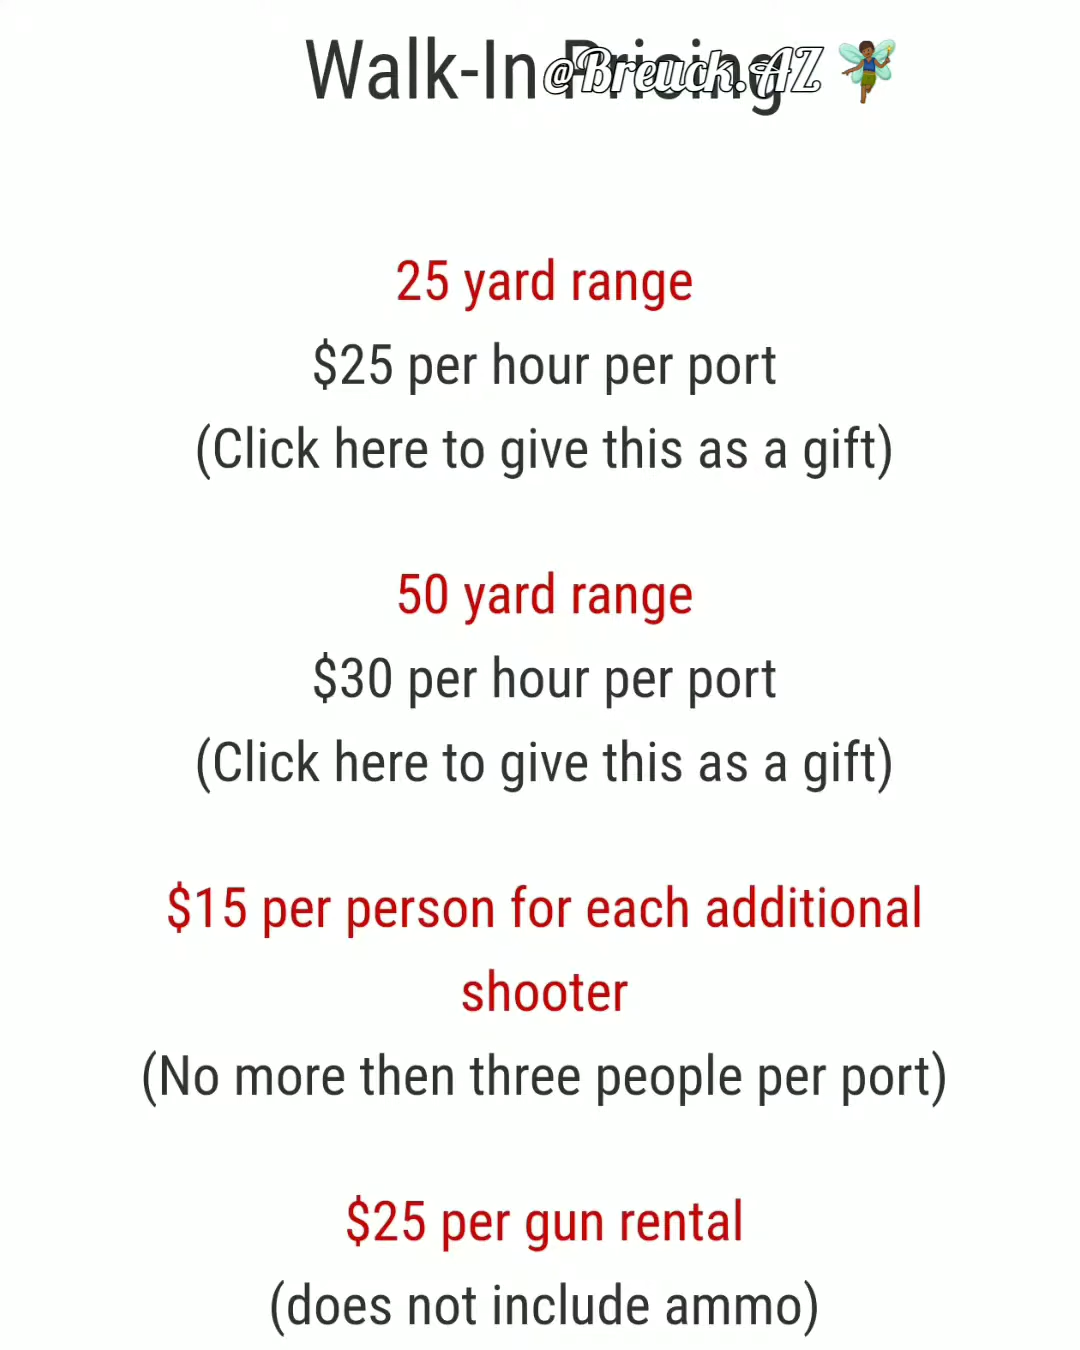 Walk-In Pricing
@Breuck.AZ
25 yard range
$25 per hour per port
(Click here to give this as a gift)
50 yard range
$30 per hour per port
(Click here to give this as a gift)
$15 per person for each additional
shooter
(No more then three people per port)
$25 per gun rental
(does not include ammo)